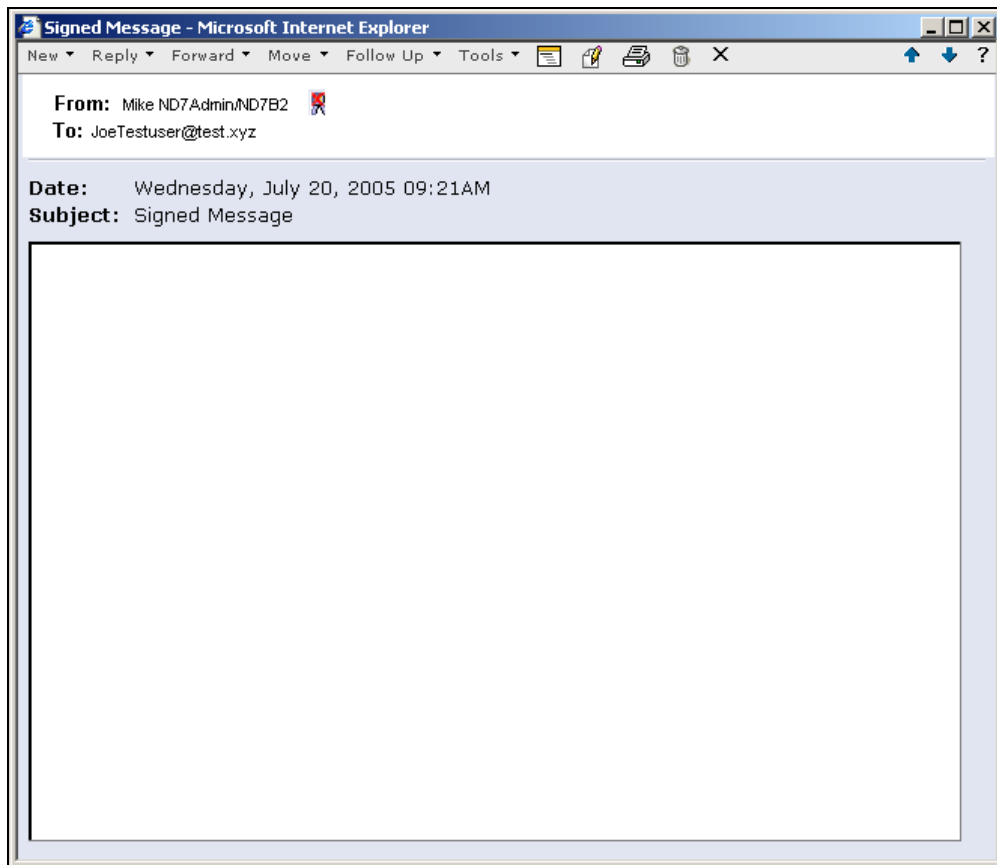 Signed Message - Microsoft Internet Explorer
New Reply Forward Move Follow Up Tools ?
From: Mike ND7Admin/ND7B2
To: JoeTestuser@test.xyz
Date: Wednesday, July 20, 2005 09:21AM
Subject: Signed Message